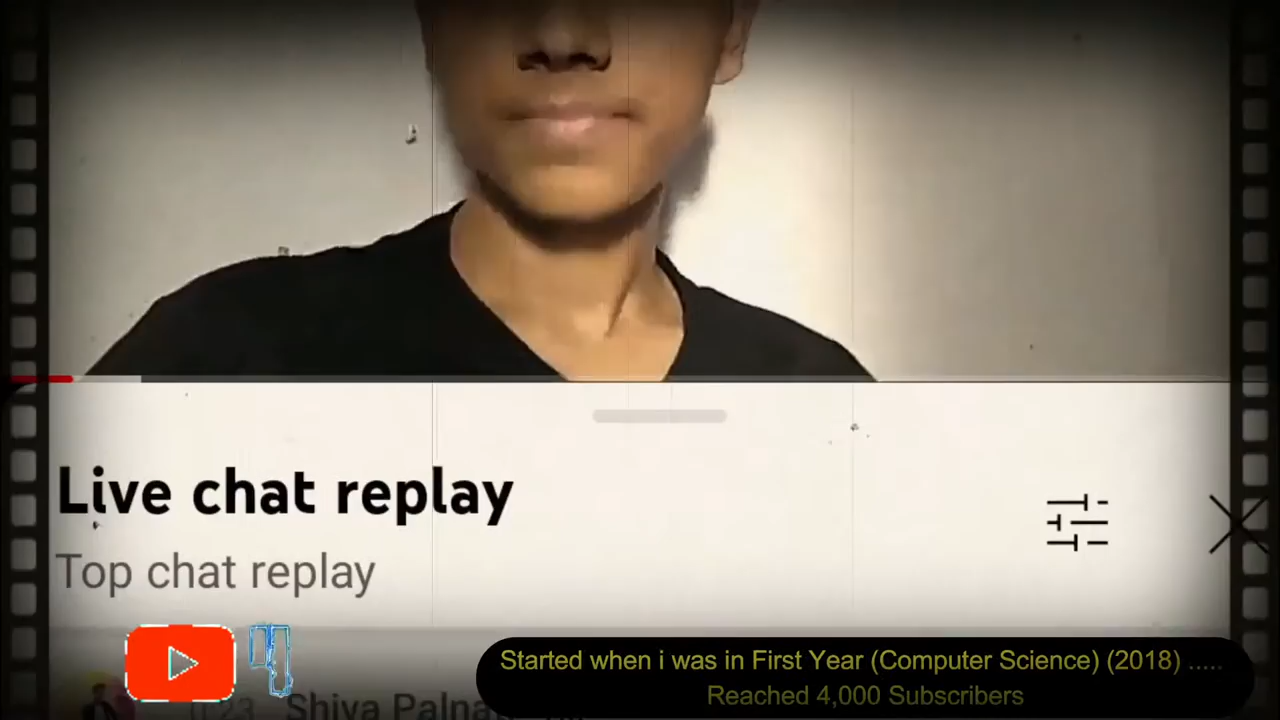 Live chat replay
Top chat replay
Started when i was in First Year (Computer Science) (2018) .....
Reached 4,000 Subscribers
Shiva